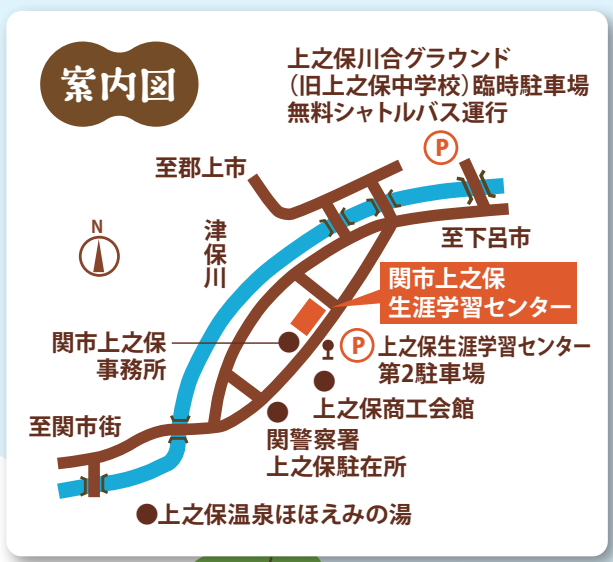 案内図
上之保川合グラウンド
(旧上之保中学校)臨時駐車場
無料シャトルバス運行
P
至郡上市
N
津保川
至下呂市
関市上之保
生涯学習センター
関市上之保
事務所
P
上之保生涯学習センター
第2駐車場
上之保商工会館
至関市街
関警察署
上之保駐在所
上之保温泉ほほえみの湯